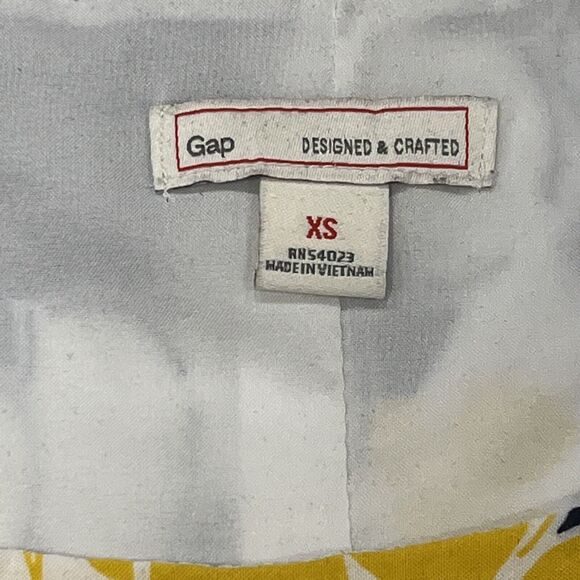 Gap DESIGNED & CRAFTED
XS
RN54023
MADE IN VIETNAM